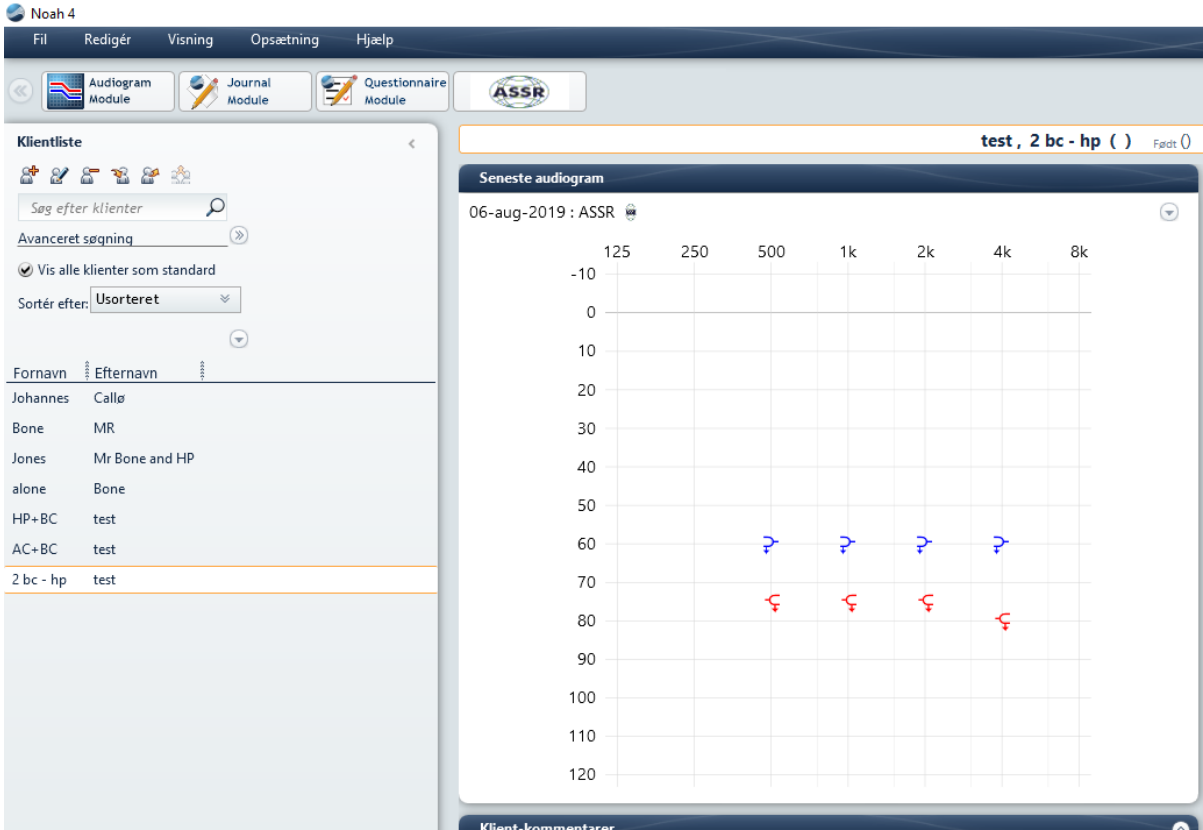 Noah 4
Fil Redigér Visning Opsætning Hjælp
Audiogram Module
Journal Module
Questionnaire Module
ASSR
Klientliste
Søg efter klienter
Avanceret søgning
Vis alle klienter som standard
Sortér efter: Usorteret
Fornavn Efternavn
Johannes Callø
Bone MR
Jones Mr Bone and HP
alone Bone
HP+BC test
AC+BC test
2 bc - hp test
test , 2 bc - hp ( ) Født ()
Seneste audiogram
06-aug-2019 : ASSR
125 250 500 1k 2k 4k 8k
-10
0
10
20
30
40
50
60
70
80
90
100
110
120
Klient-kommentarer